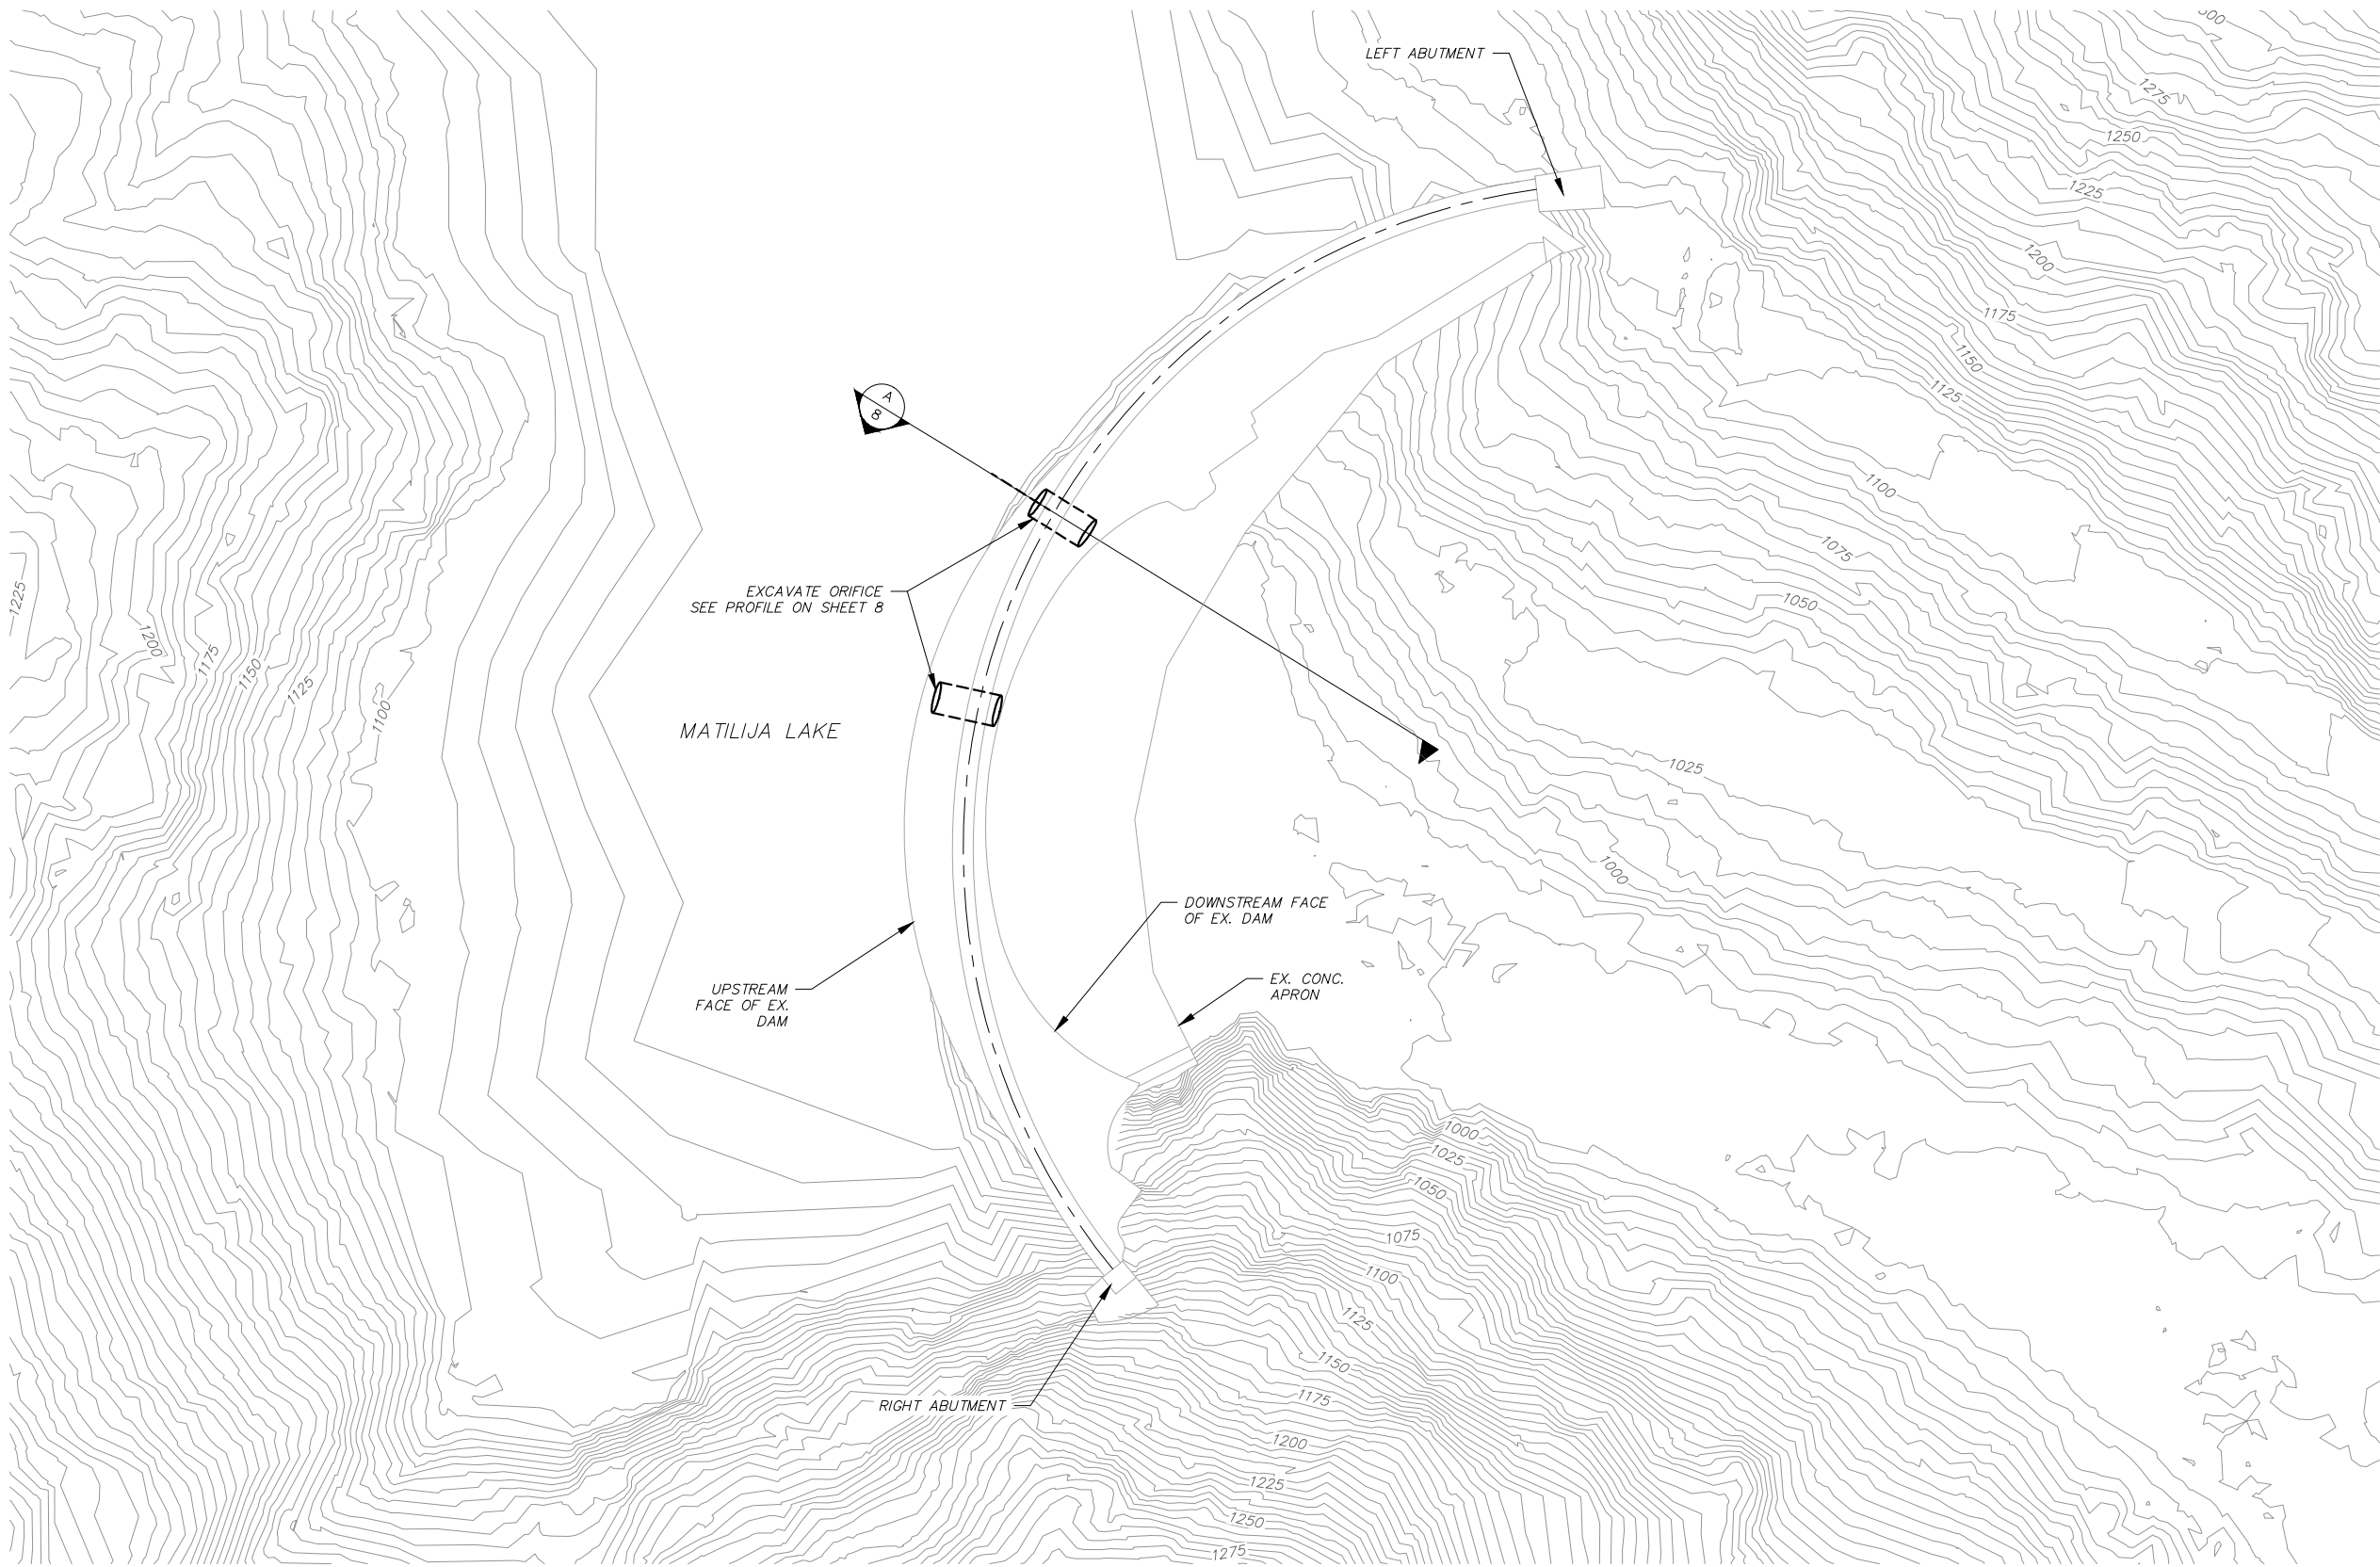 LEFT ABUTMENT
1275
1250
1225
1200
1175
1150
1125
1100
1075
1050
1025
1000
A
8
EXCAVATE ORIFICE
SEE PROFILE ON SHEET 8
MATILIJA LAKE
1225
1200
1175
1150
1125
1100
DOWNSTREAM FACE
OF EX. DAM
UPSTREAM
FACE OF EX.
DAM
EX. CONC.
APRON
1000
1025
1050
1075
1100
1125
1150
1175
1200
1225
1250
1275
RIGHT ABUTMENT